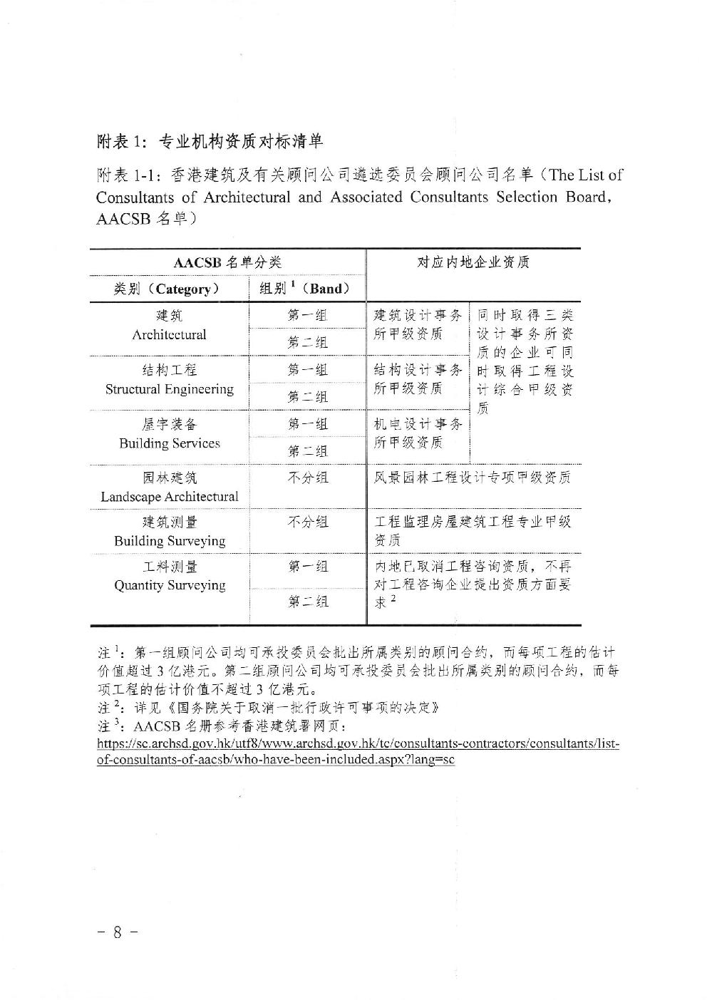 附表 1：专业机构资质对标清单
附表 1-1：香港建筑及有关顾问公司遴选委员会顾问公司名单（The List of
Consultants of Architectural and Associated Consultants Selection Board，
AACSB 名单）
AACSB 名单分类
对应内地企业资质
类别（Category）
组别 1（Band）
建筑
Architectural
第一组
第二组
建筑设计事务
所甲级资质
同时取得三类
设计事务所资
质的企业可同
时取得工程设
计综合甲级资
质
结构工程
Structural Engineering
第一组
第二组
结构设计事务
所甲级资质
屋宇装备
Building Services
第一组
第二组
机电设计事务
所甲级资质
园林建筑
Landscape Architectural
不分组
风景园林工程设计专项甲级资质
建筑测量
Building Surveying
不分组
工程监理房屋建筑工程专业甲级
资质
工料测量
Quantity Surveying
第一组
第二组
内地已取消工程咨询资质，不再
对工程咨询企业提出资质方面要
求 2
注 1：第一组顾问公司均可承投委员会批出所属类别的顾问合约，而每项工程的估计
价值超过 3 亿港元。第二组顾问公司均可承投委员会批出所属类别的顾问合约，而每
项工程的估计价值不超过 3 亿港元。
注 2：详见《国务院关于取消一批行政许可事项的决定》
注 3：AACSB 名册参考香港建筑署网页：
https://sc.archsd.gov.hk/utf8/www.archsd.gov.hk/tc/consultants-contractors/consultants/list-
of-consultants-of-aacsb/who-have-been-included.aspx?lang=sc
- 8 -